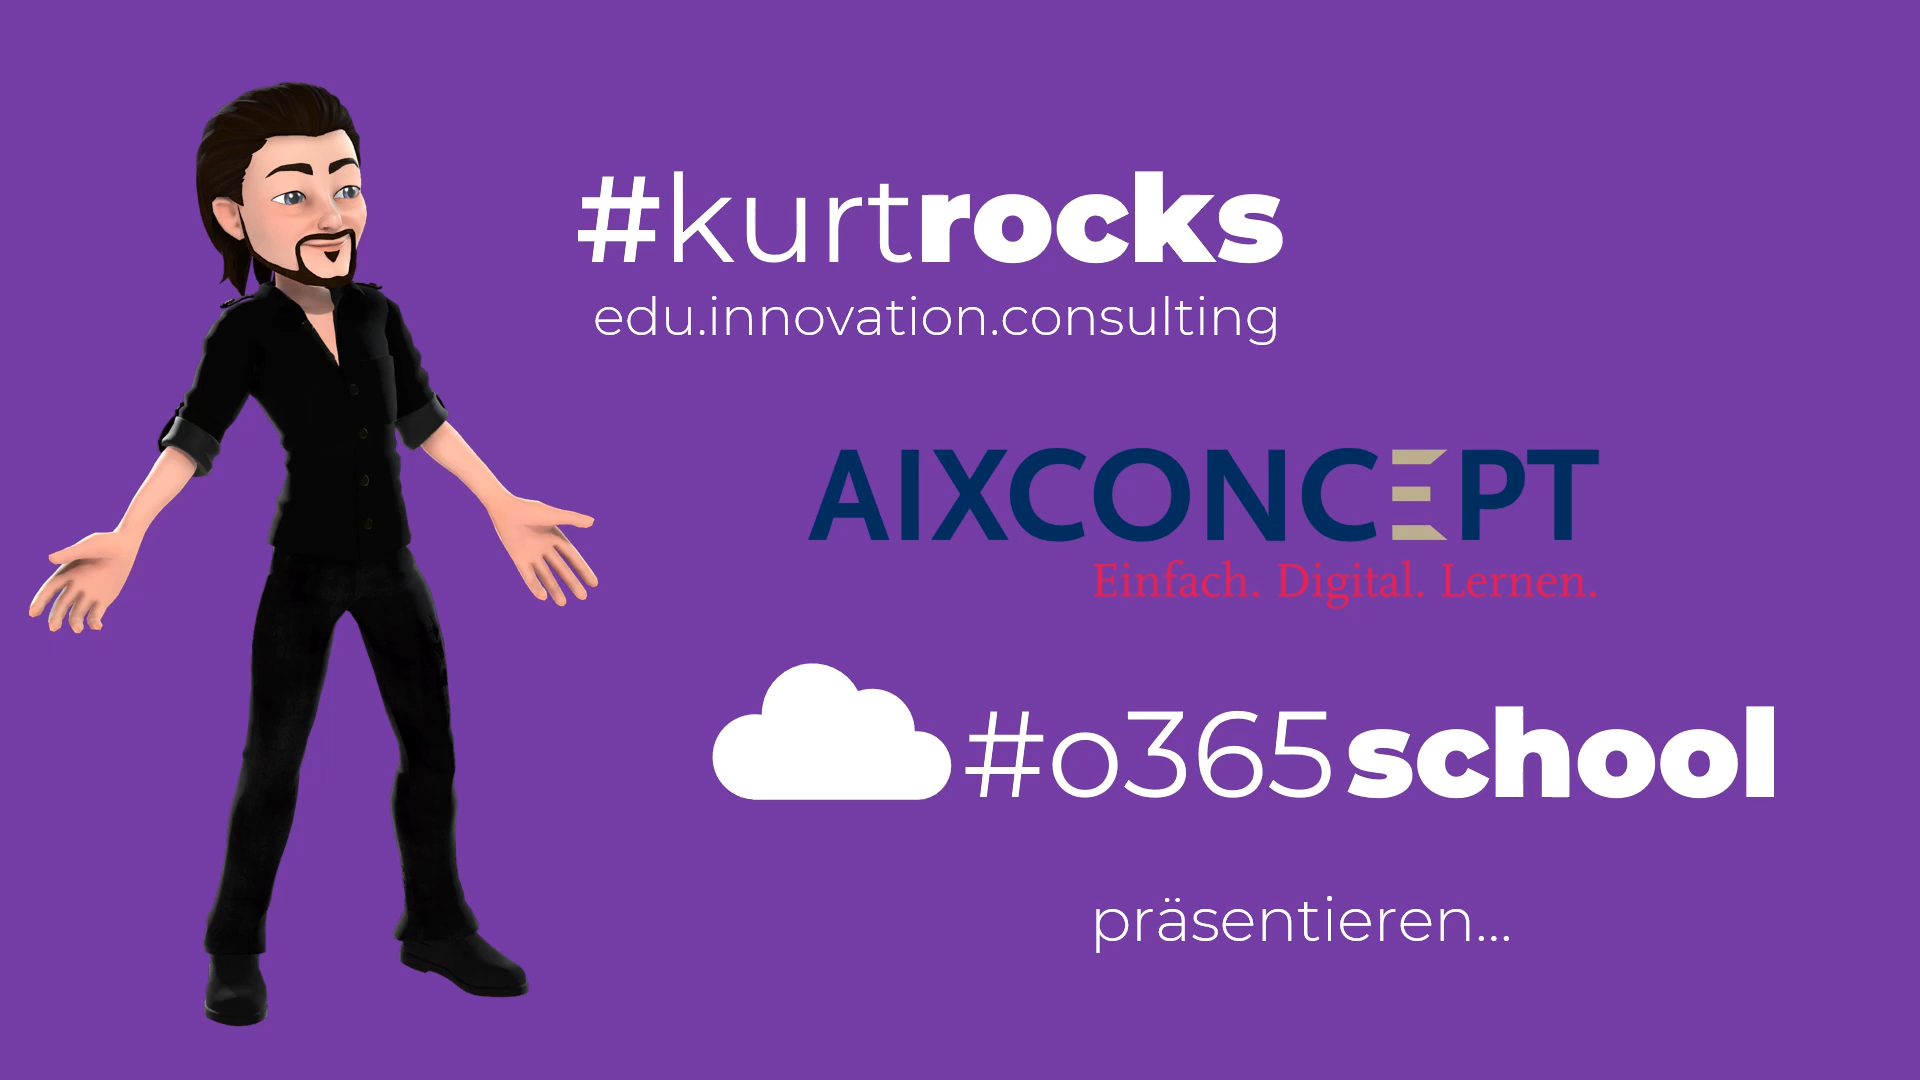 #kurtrocks
edu.innovation.consulting
AIXCONCEPT
Einfach. Digital. Lernen.
#o365school
präsentieren...